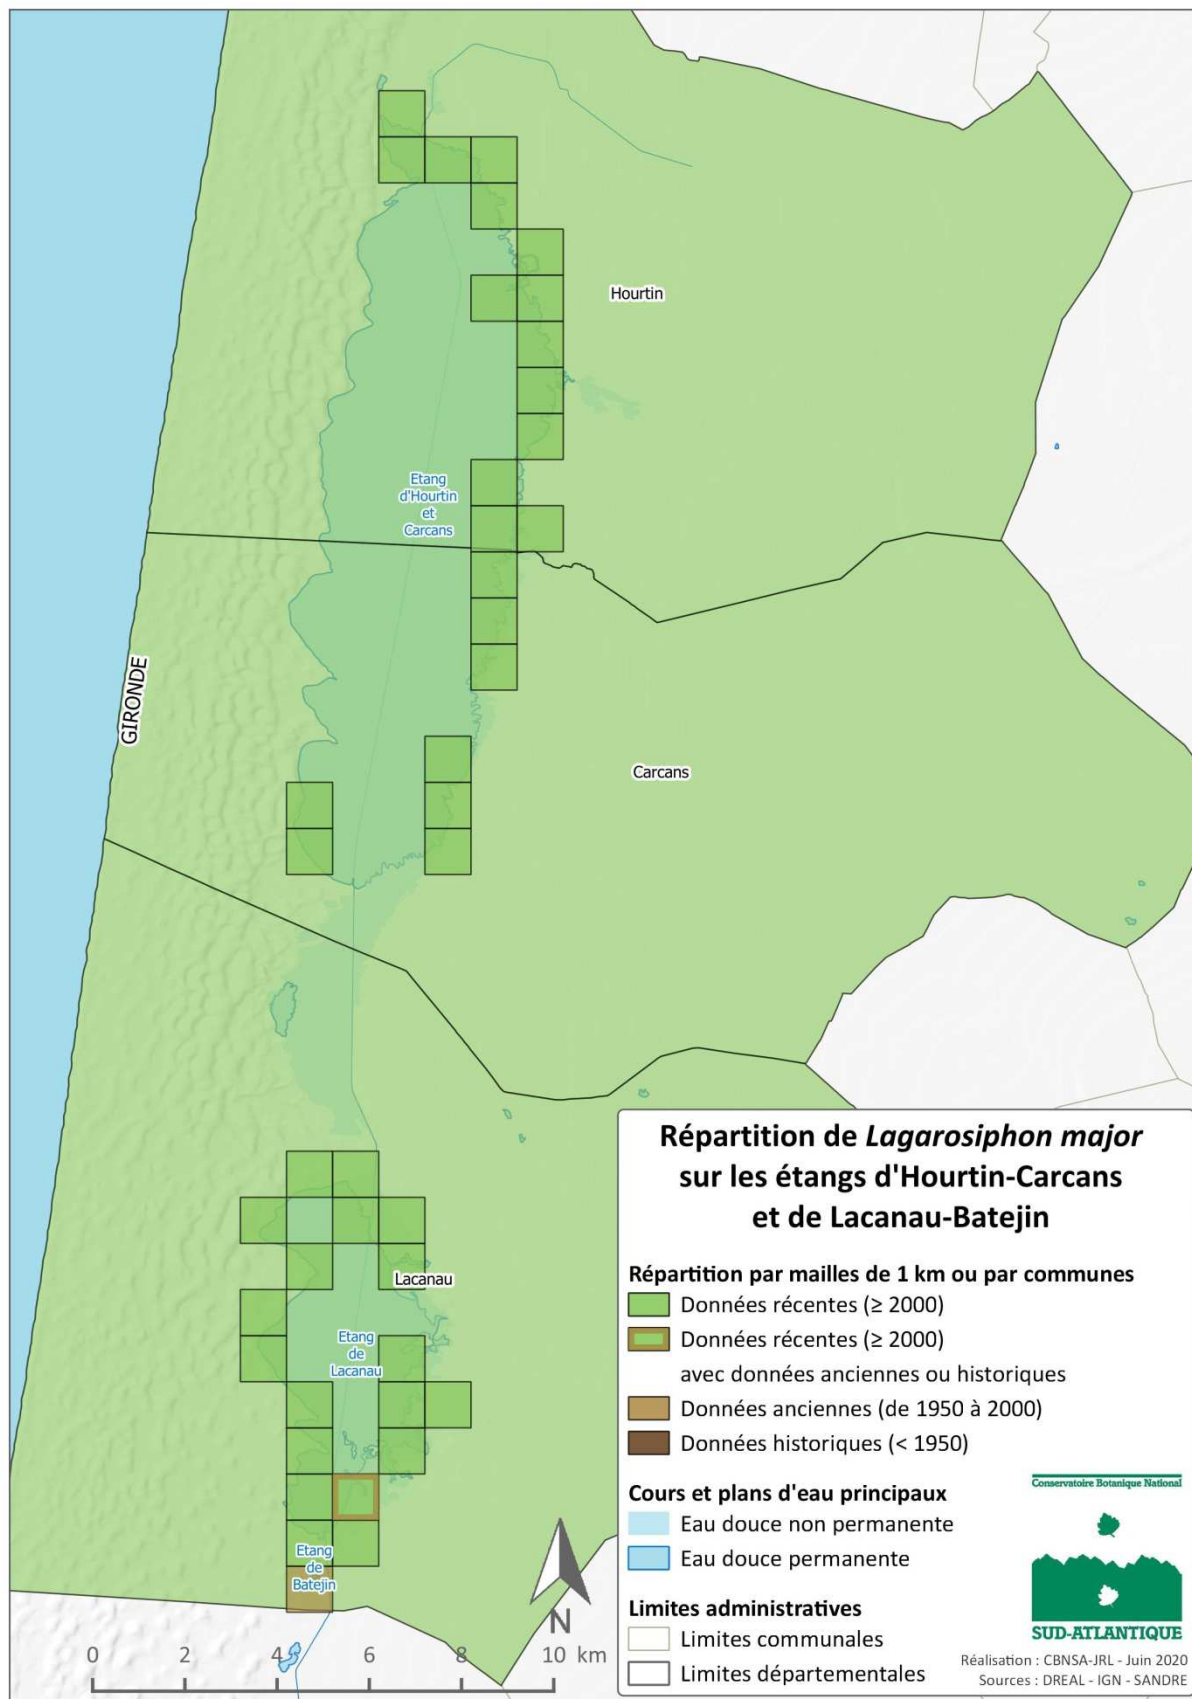 Hourtin
Etang
d'Hourtin
et
Carcans
GIRONDE
Carcans
Lacanau
Etang
de
Lacanau
Etang
de
Batejin
N
0 2 4 6 8 10 km
Répartition de Lagarosiphon major
sur les étangs d'Hourtin-Carcans
et de Lacanau-Batejin
Répartition par mailles de 1 km ou par communes
Données récentes (≥ 2000)
Données récentes (≥ 2000)
avec données anciennes ou historiques
Données anciennes (de 1950 à 2000)
Données historiques (< 1950)
Cours et plans d'eau principaux
Eau douce non permanente
Eau douce permanente
Limites administratives
Limites communales
Limites départementales
Conservatoire Botanique National
SUD-ATLANTIQUE
Réalisation : CBNSA-JRL - Juin 2020
Sources : DREAL - IGN - SANDRE